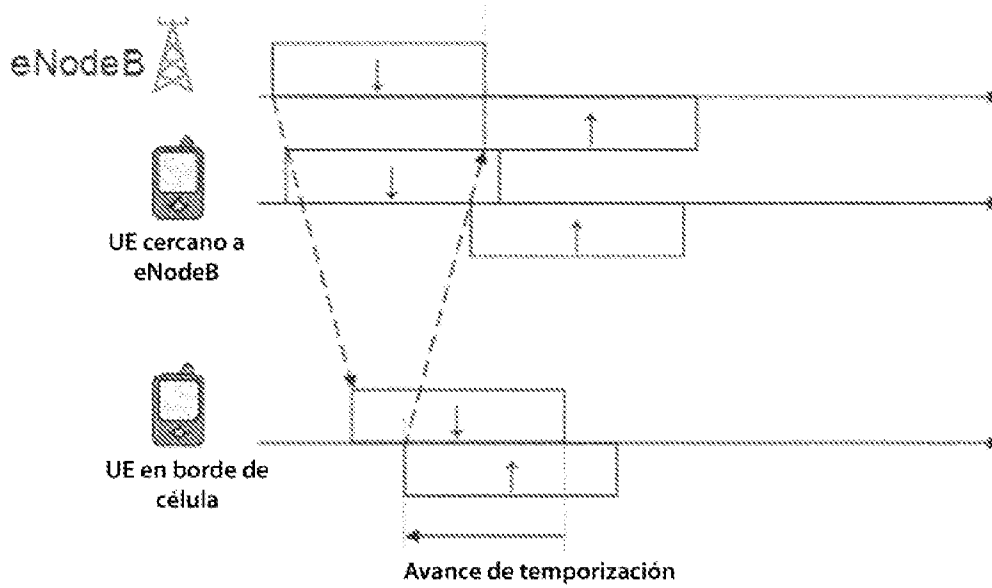 eNodeB
UE cercano a
eNodeB
UE en borde de
célula
Avance de temporización